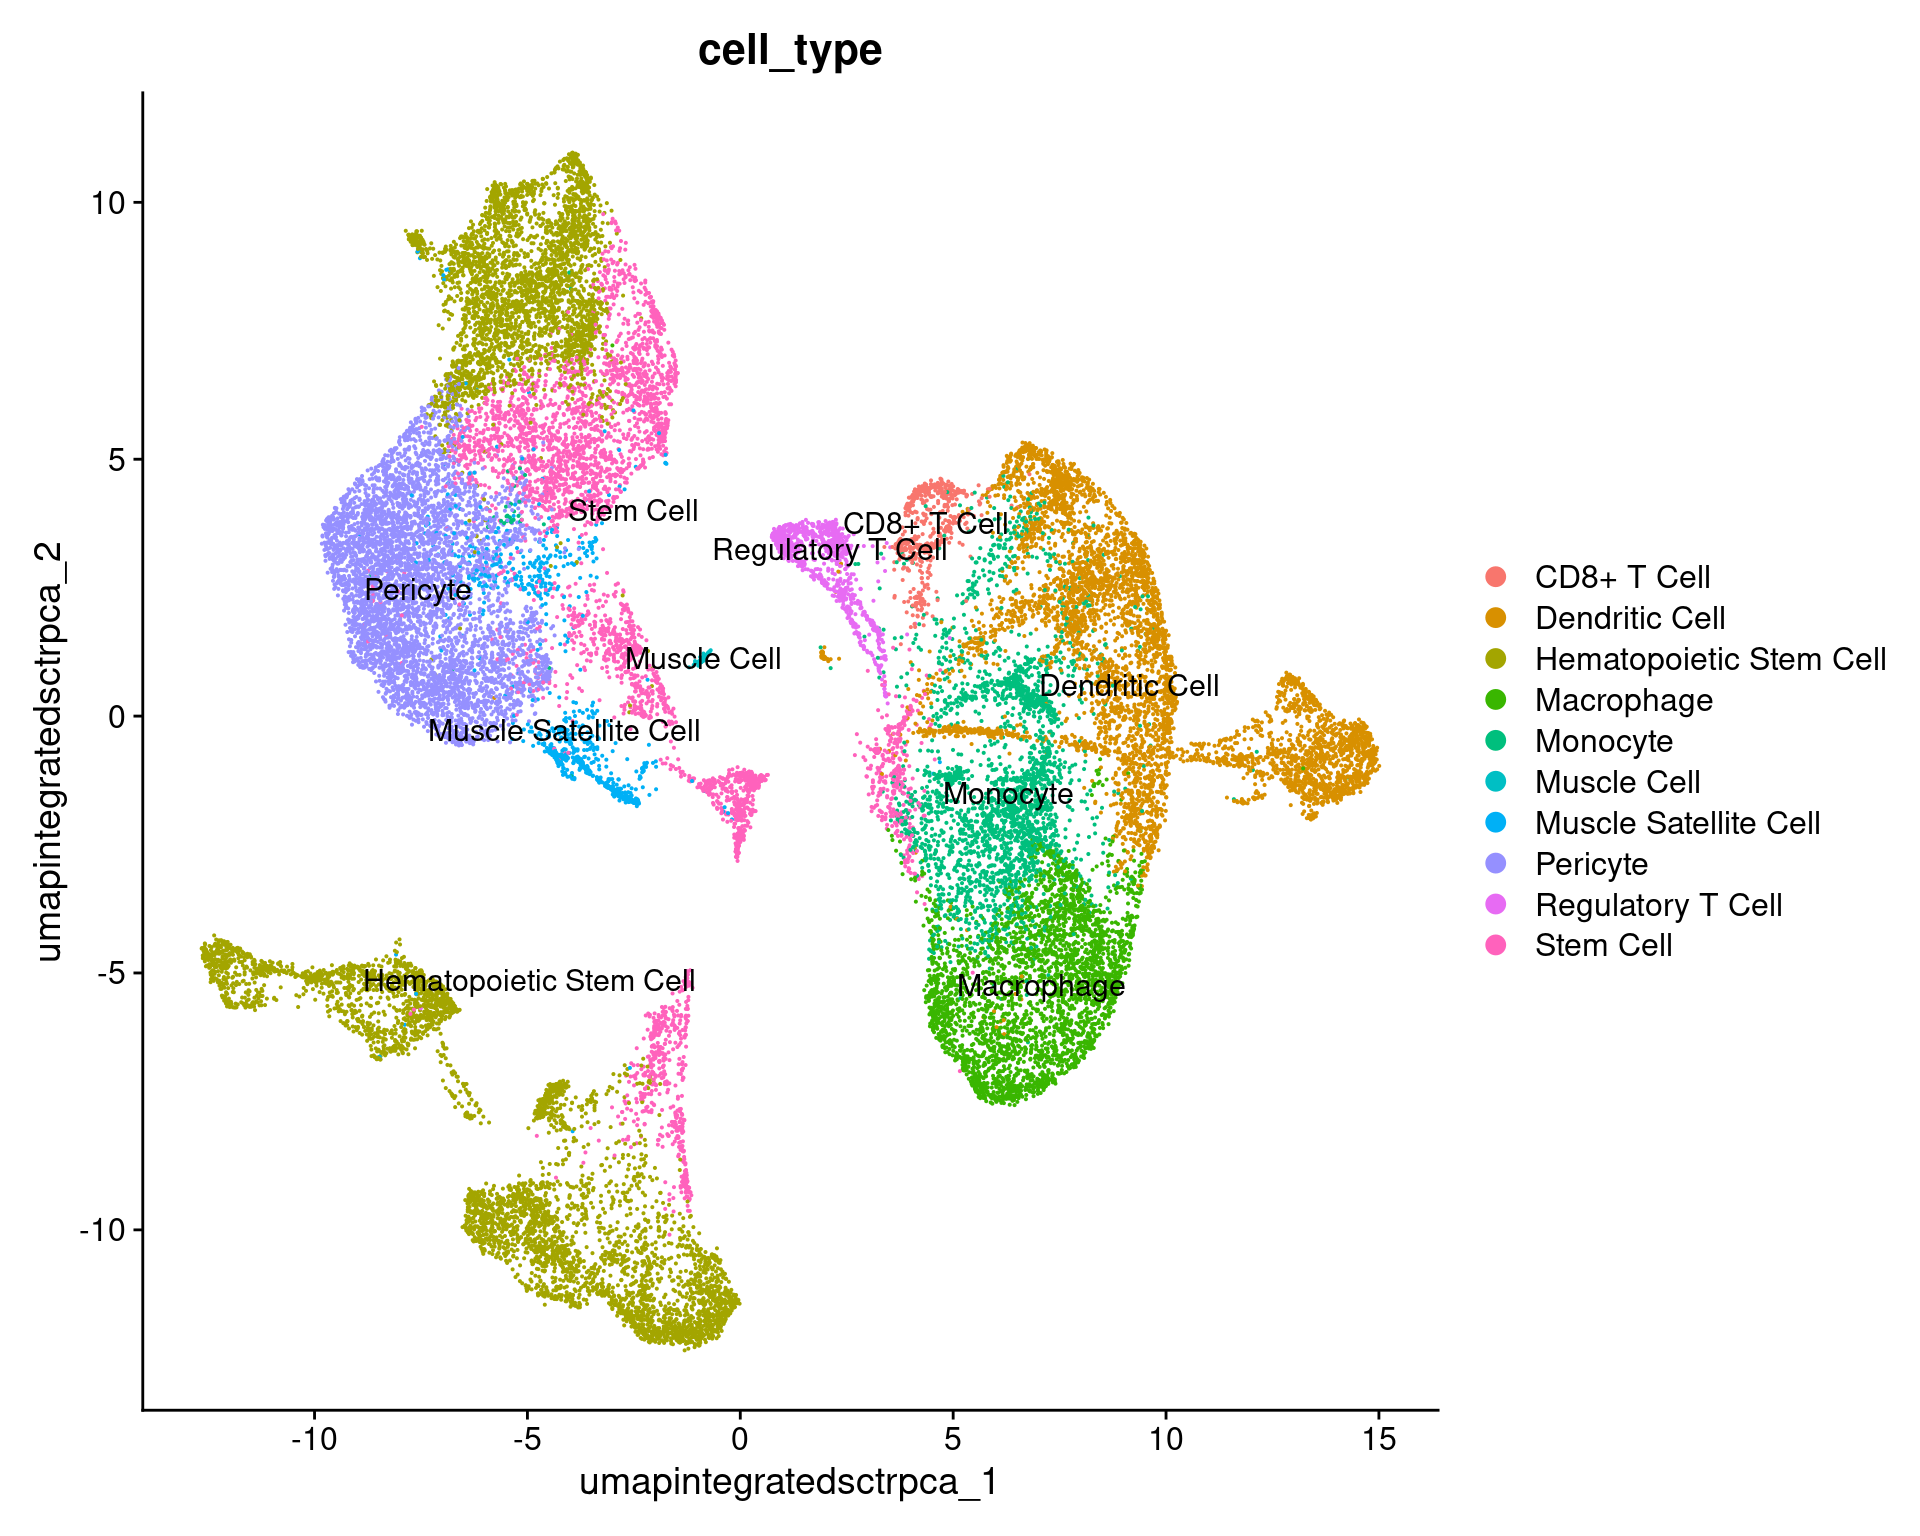 cell_type
umapintegratedsctrpca_2
10
5
0
-5
-10
Stem Cell
CD8+ T Cell
Regulatory T Cell
Pericyte
Muscle Cell
Dendritic Cell
Muscle Satellite Cell
Monocyte
Hematopoietic Stem Cell
Macrophage
-10
-5
0
5
10
15
umapintegratedsctrpca_1
CD8+ T Cell
Dendritic Cell
Hematopoietic Stem Cell
Macrophage
Monocyte
Muscle Cell
Muscle Satellite Cell
Pericyte
Regulatory T Cell
Stem Cell